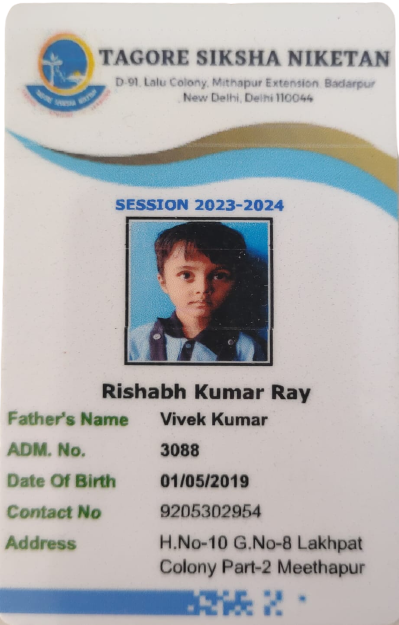 TAGORE SIKSHA NIKETAN
D-91, Lalu Colony, Mithapur Extension, Badarpur
New Delhi, Delhi 110044
SESSION 2023-2024
Rishabh Kumar Ray
Father's Name Vivek Kumar
ADM. No. 3088
Date Of Birth 01/05/2019
Contact No 9205302954
Address H.No-10 G.No-8 Lakhpat
Colony Part-2 Meethapur